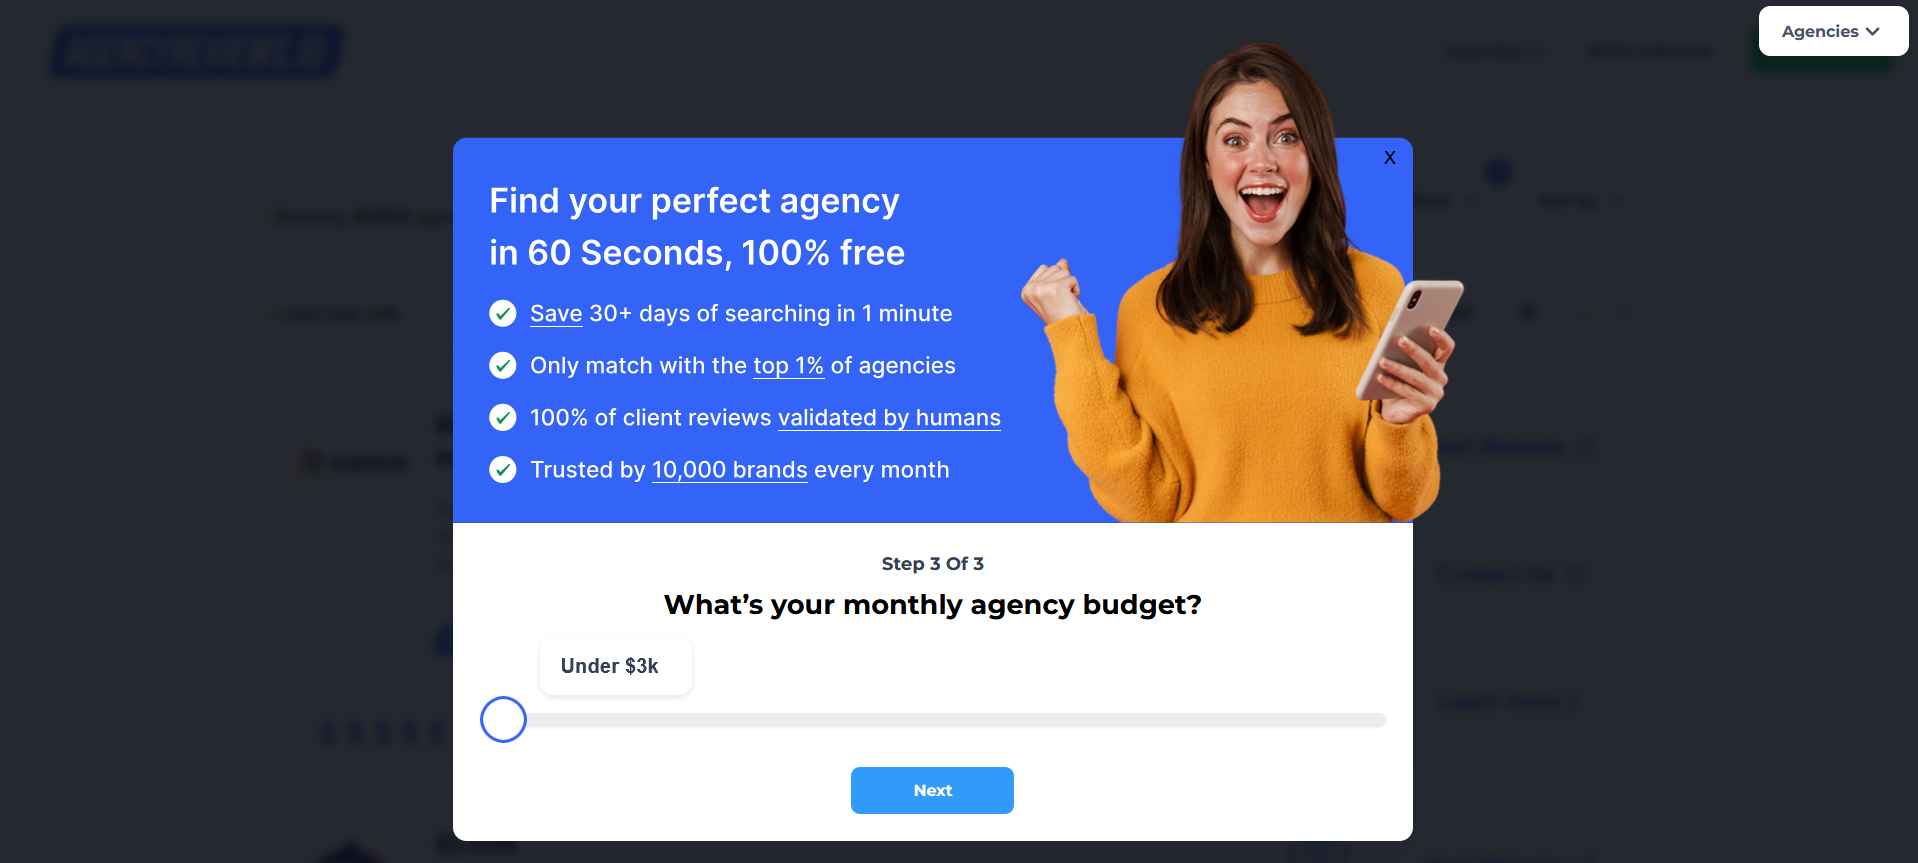 AGENCYREVIEWS.IO
Agencies
X
Find your perfect agency
in 60 Seconds, 100% free
Save 30+ days of searching in 1 minute
Only match with the top 1% of agencies
100% of client reviews validated by humans
Trusted by 10,000 brands every month
Step 3 Of 3
What's your monthly agency budget?
Under $3k
Next